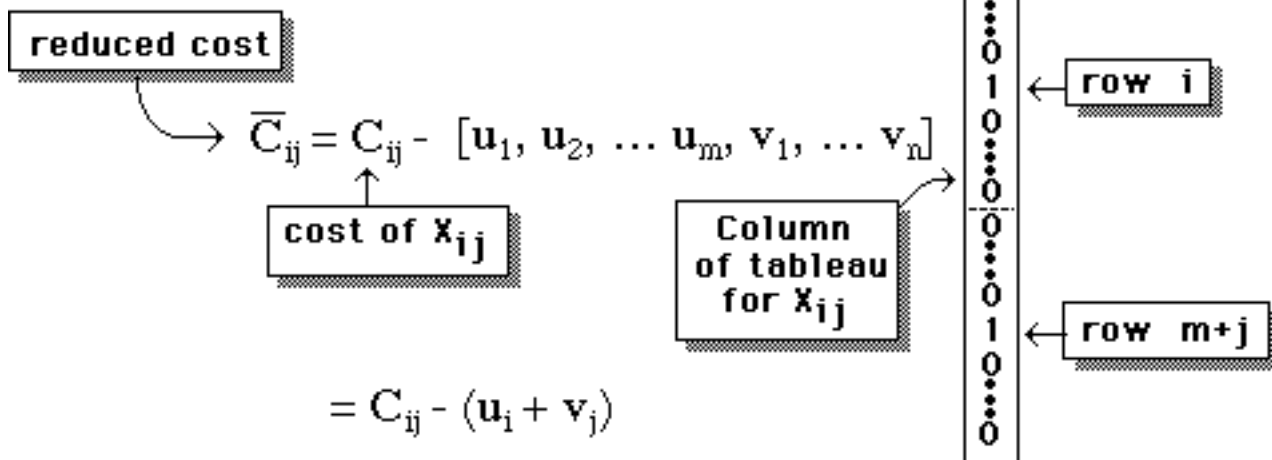 reduced cost
C̅ij = Cij - [u1, u2, ... um, v1, ... vn]
cost of Xij
Column
of tableau
for Xij
0
1
0
0
0
0
1
0
0
row i
row m+j
= Cij - (ui + vj)